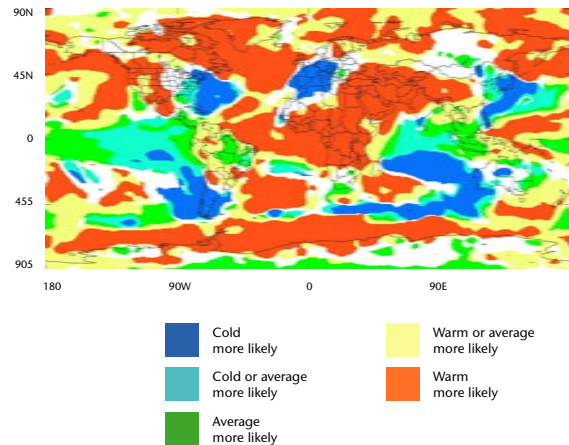 90N
45N
0
45S
90S
180
90W
0
90E
Cold
more likely
Cold or average
more likely
Average
more likely
Warm or average
more likely
Warm
more likely